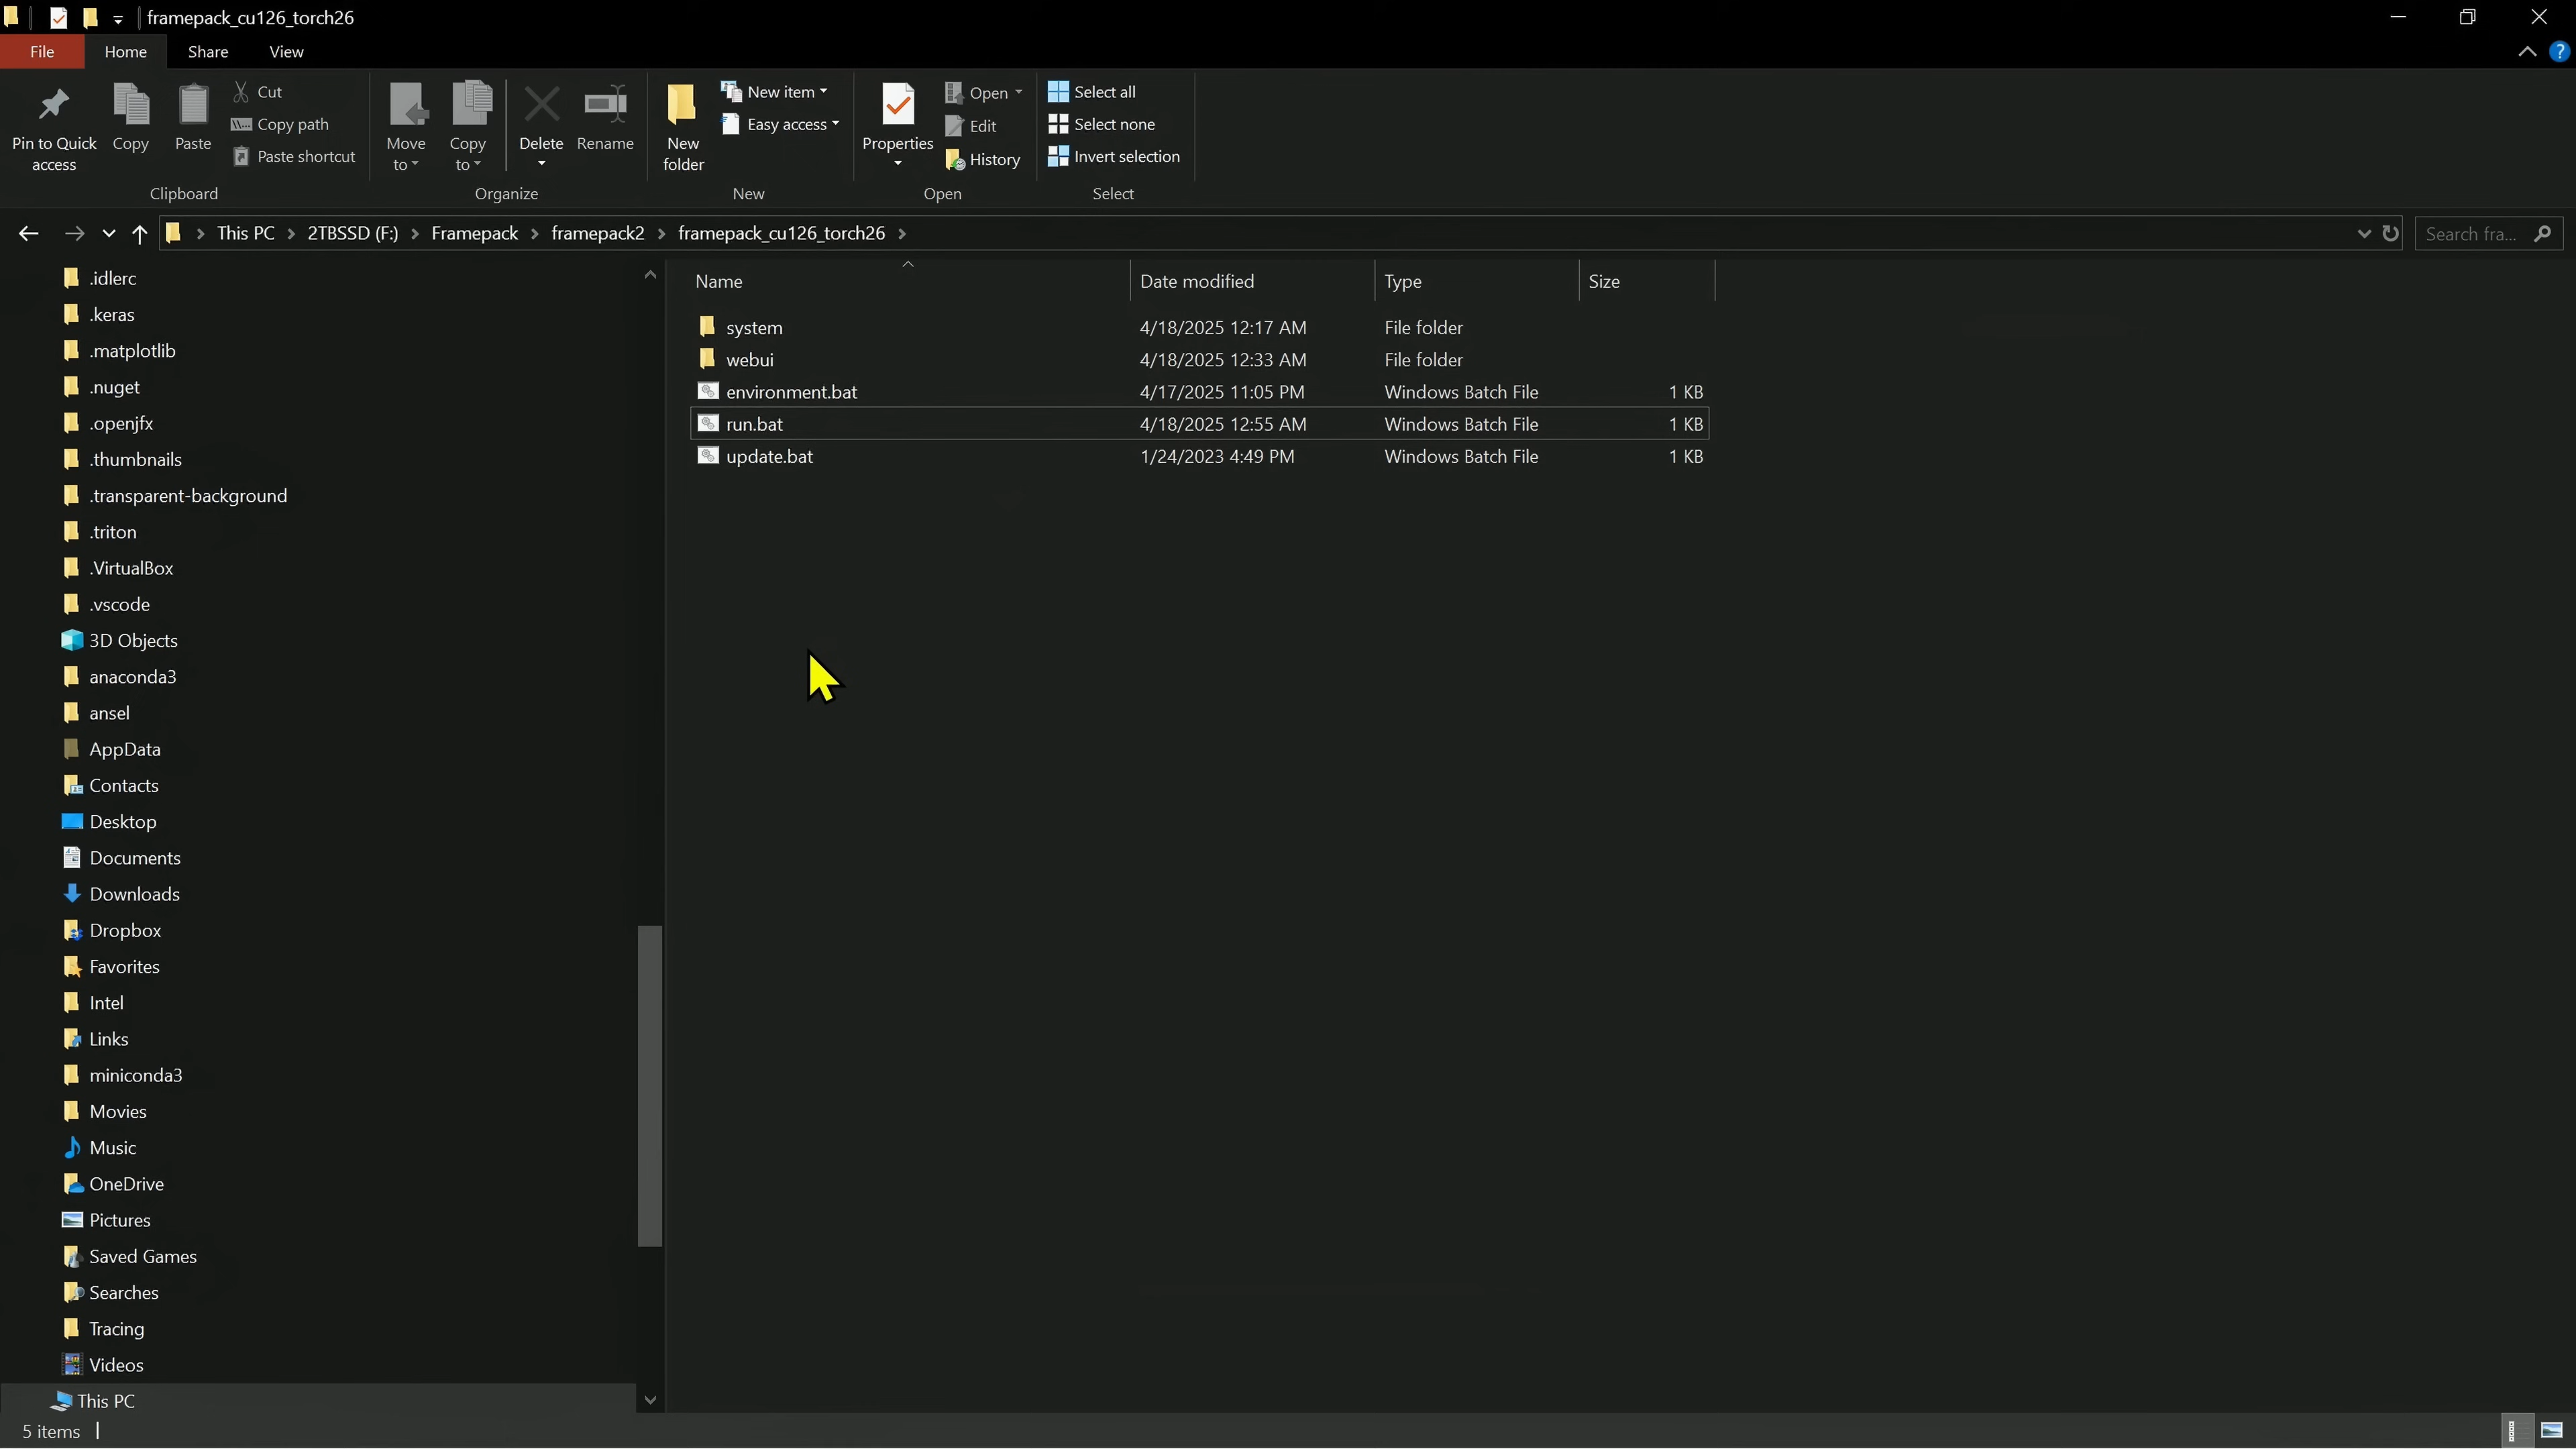 framepack_cu126_torch26
File Home Share View
Pin to Quick access
Copy
Paste
Cut
Copy path
Paste shortcut
Clipboard
Move to
Copy to
Delete
Rename
Organize
New folder
New item
Easy access
New
Properties
Open
Edit
History
Open
Select all
Select none
Invert selection
Select
This PC > 2TBSSD (F:) > Framepack > framepack2 > framepack_cu126_torch26 >
Search fra...
.idlerc
.keras
.matplotlib
.nuget
.openjfx
.thumbnails
.transparent-background
.triton
.VirtualBox
.vscode
3D Objects
anaconda3
ansel
AppData
Contacts
Desktop
Documents
Downloads
Dropbox
Favorites
Intel
Links
miniconda3
Movies
Music
OneDrive
Pictures
Saved Games
Searches
Tracing
Videos
This PC
Name Date modified Type Size
system 4/18/2025 12:17 AM File folder
webui 4/18/2025 12:33 AM File folder
environment.bat 4/17/2025 11:05 PM Windows Batch File 1 KB
run.bat 4/18/2025 12:55 AM Windows Batch File 1 KB
update.bat 1/24/2023 4:49 PM Windows Batch File 1 KB
5 items